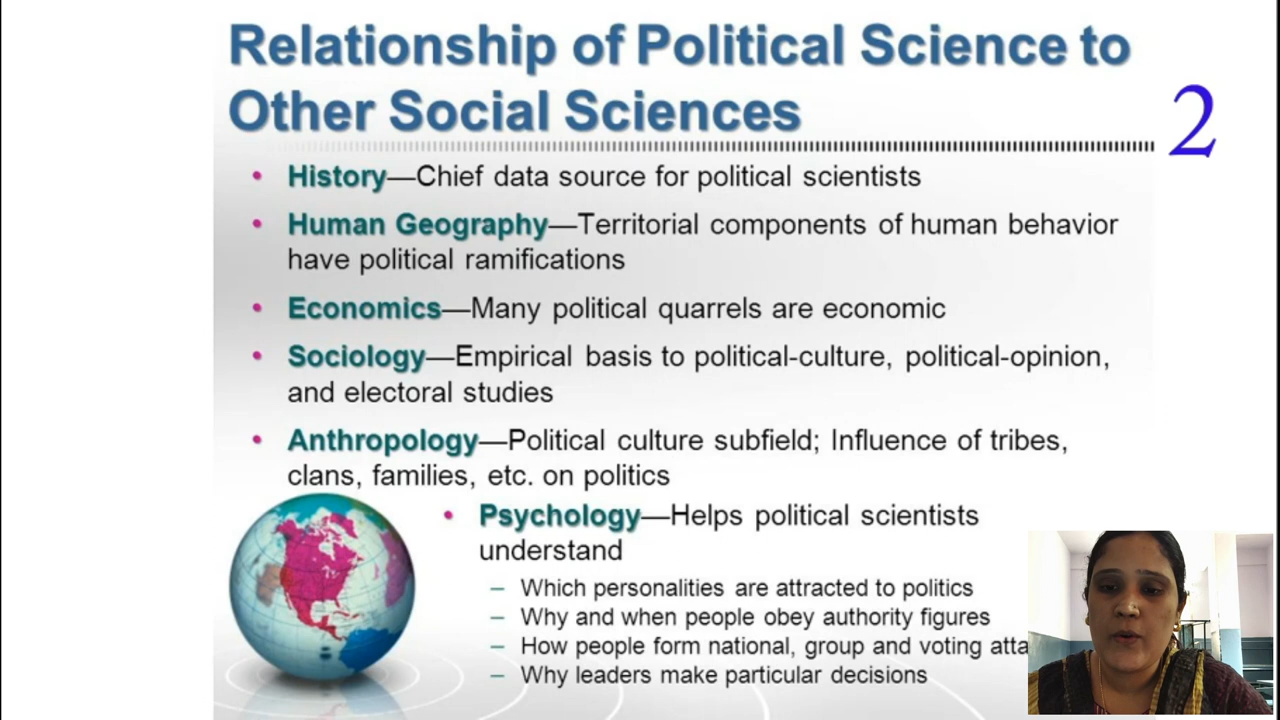 Relationship of Political Science to
Other Social Sciences
2
• History—Chief data source for political scientists
• Human Geography—Territorial components of human behavior
have political ramifications
• Economics—Many political quarrels are economic
• Sociology—Empirical basis to political-culture, political-opinion,
and electoral studies
• Anthropology—Political culture subfield; Influence of tribes,
clans, families, etc. on politics
• Psychology—Helps political scientists
understand
– Which personalities are attracted to politics
– Why and when people obey authority figures
– How people form national, group and voting
– Why leaders make particular decisions